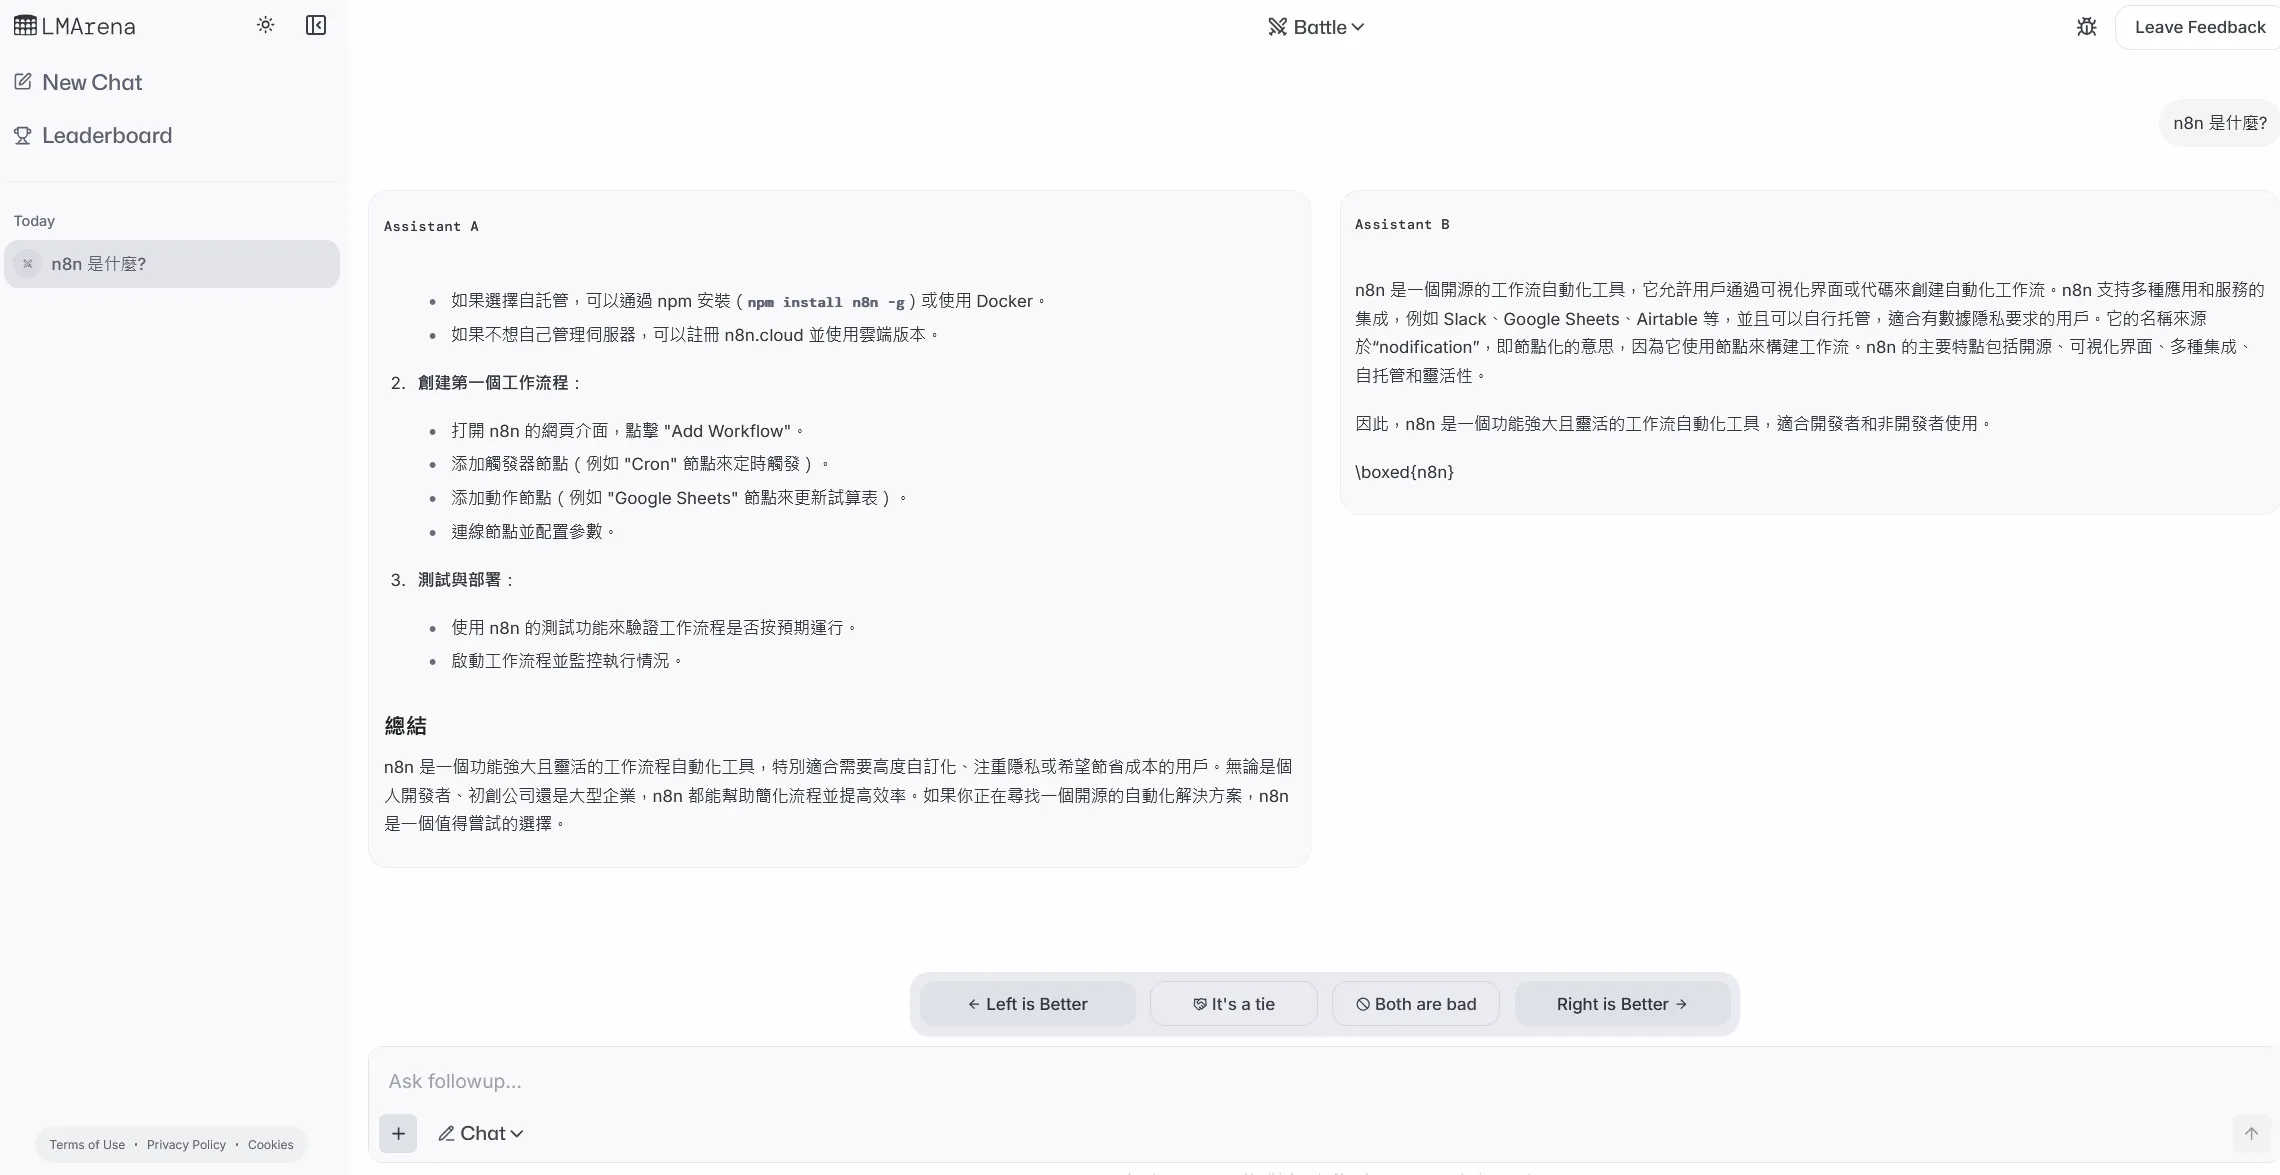 LMArena
New Chat
Leaderboard
Today
n8n 是什麼?
Terms of Use · Privacy Policy · Cookies
Battle
Leave Feedback
n8n 是什麼?
Assistant A
• 如果選擇自託管，可以通過 npm 安裝（npm install n8n -g）或使用 Docker。
• 如果不想自己管理伺服器，可以註冊 n8n.cloud 並使用雲端版本。
2. 創建第一個工作流程：
• 打開 n8n 的網頁介面，點擊 "Add Workflow"。
• 添加觸發器節點（例如 "Cron" 節點來定時觸發）。
• 添加動作節點（例如 "Google Sheets" 節點來更新試算表）。
• 連線節點並配置參數。
3. 測試與部署：
• 使用 n8n 的測試功能來驗證工作流程是否按預期運行。
• 啟動工作流程並監控執行情況。
總結
n8n 是一個功能強大且靈活的工作流程自動化工具，特別適合需要高度自訂化、注重隱私或希望節省成本的用戶。無論是個
人開發者、初創公司還是大型企業，n8n 都能幫助簡化流程並提高效率。如果你正在尋找一個開源的自動化解決方案，n8n
是一個值得嘗試的選擇。
Assistant B
n8n 是一個開源的工作流自動化工具，它允許用戶通過可視化界面或代碼來創建自動化工作流。n8n 支持多種應用和服務的
集成，例如 Slack、Google Sheets、Airtable 等，並且可以自行托管，適合有數據隱私要求的用戶。它的名稱來源
於“nodification”，即節點化的意思，因為它使用節點來構建工作流。n8n 的主要特點包括開源、可視化界面、多種集成、
自托管和靈活性。
因此，n8n 是一個功能強大且靈活的工作流自動化工具，適合開發者和非開發者使用。
\boxed{n8n}
← Left is Better
It's a tie
Both are bad
Right is Better →
Ask followup...
+ Chat